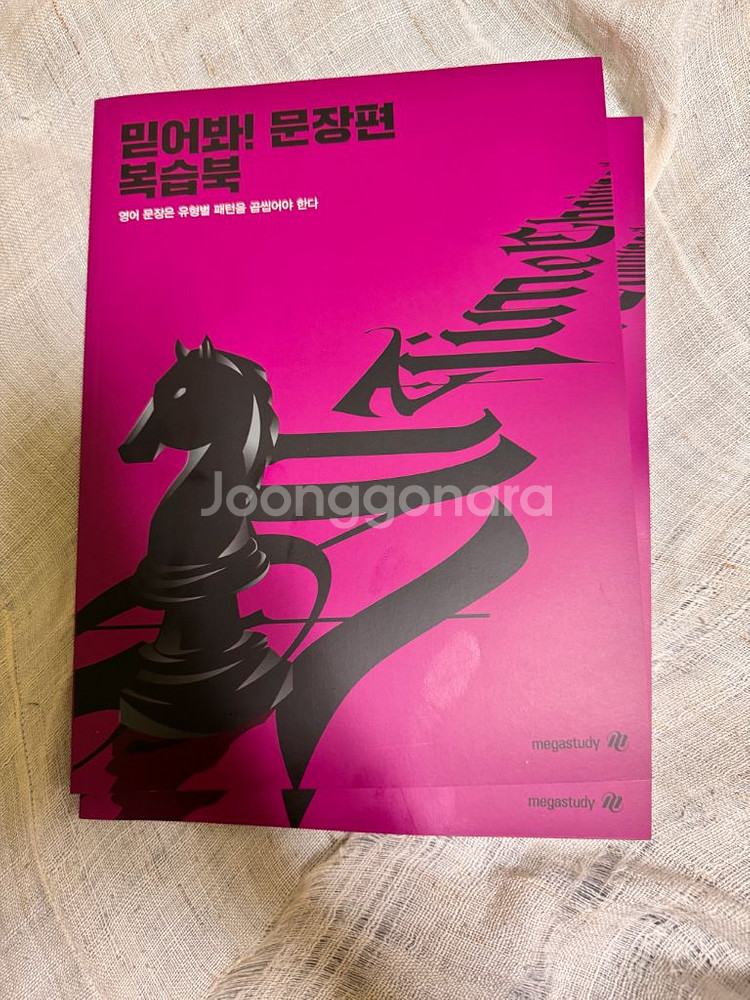 믿어봐! 문장편
복습북
영어 문장은 유형별 패턴을 곱씹어야 한다
Joonggonara
megastudy
megastudy